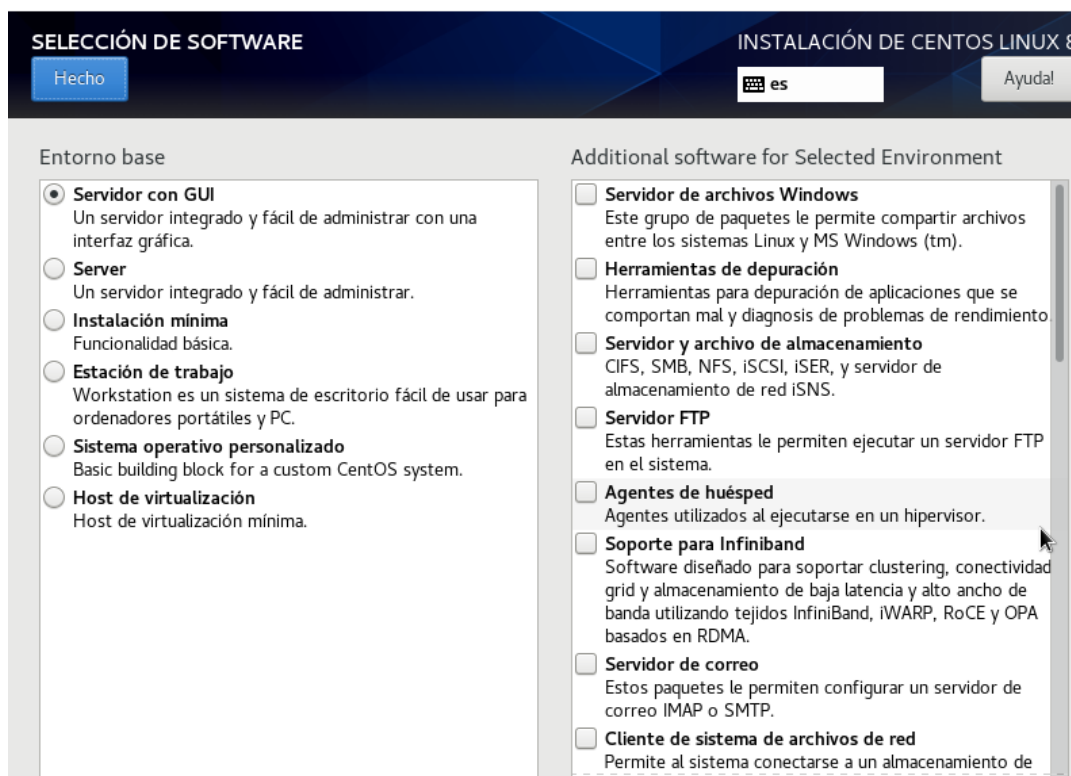 SELECCIÓN DE SOFTWARE
Hecho
INSTALACIÓN DE CENTOS LINUX 8
es
Ayuda!
Entorno base
Servidor con GUI
Un servidor integrado y fácil de administrar con una
interfaz gráfica.
Server
Un servidor integrado y fácil de administrar.
Instalación mínima
Funcionalidad básica.
Estación de trabajo
Workstation es un sistema de escritorio fácil de usar para
ordenadores portátiles y PC.
Sistema operativo personalizado
Basic building block for a custom CentOS system.
Host de virtualización
Host de virtualización mínima.
Additional software for Selected Environment
Servidor de archivos Windows
Este grupo de paquetes le permite compartir archivos
entre los sistemas Linux y MS Windows (tm).
Herramientas de depuración
Herramientas para depuración de aplicaciones que se
comportan mal y diagnosis de problemas de rendimiento.
Servidor y archivo de almacenamiento
CIFS, SMB, NFS, iSCSI, iSER, y servidor de
almacenamiento de red iSNS.
Servidor FTP
Estas herramientas le permiten ejecutar un servidor FTP
en el sistema.
Agentes de huésped
Agentes utilizados al ejecutarse en un hipervisor.
Soporte para Infiniband
Software diseñado para soportar clustering, conectividad
grid y almacenamiento de baja latencia y alto ancho de
banda utilizando tejidos InfiniBand, iWARP, RoCE y OPA
basados en RDMA.
Servidor de correo
Estos paquetes le permiten configurar un servidor de
correo IMAP o SMTP.
Cliente de sistema de archivos de red
Permite al sistema conectarse a un almacenamiento de